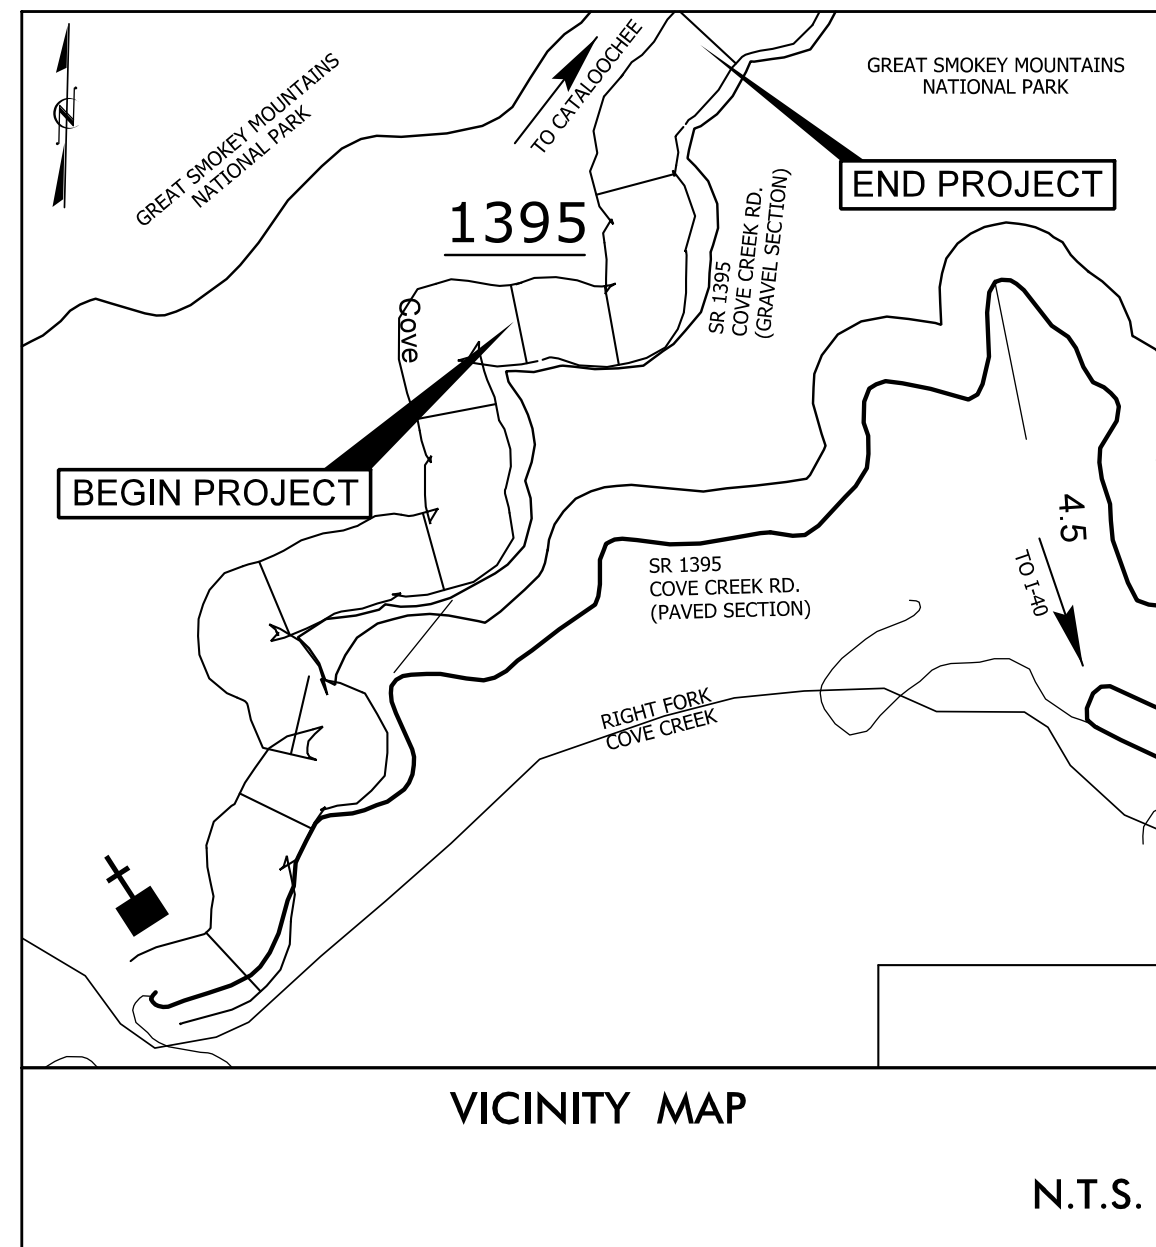 GREAT SMOKEY MOUNTAINS
NATIONAL PARK
TO CATALOOCHEE
GREAT SMOKEY MOUNTAINS
NATIONAL PARK
END PROJECT
1395
SR 1395
COVE CREEK RD.
(GRAVEL SECTION)
Cove
BEGIN PROJECT
4.5
TO I-40
SR 1395
COVE CREEK RD.
(PAVED SECTION)
RIGHT FORK
COVE CREEK
VICINITY MAP
N.T.S.